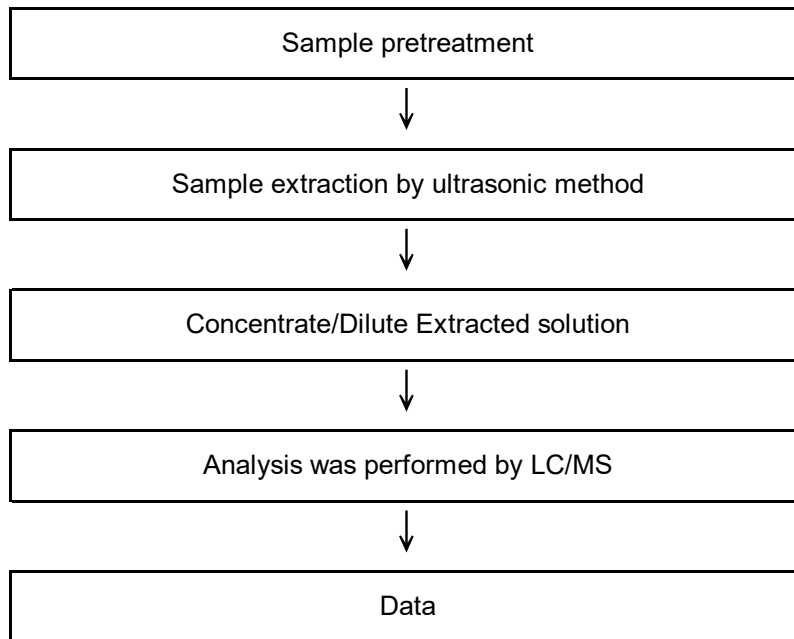 Sample pretreatment
Sample extraction by ultrasonic method
Concentrate/Dilute Extracted solution
Analysis was performed by LC/MS
Data